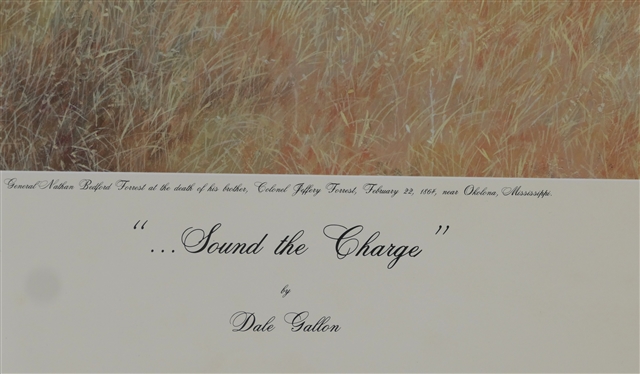 General Nathan Bedford Forrest at the death of his brother, Colonel Jeffery Forrest, February 22, 1864, near Okolona, Mississippi.
"...Sound the Charge"
by
Dale Gallon